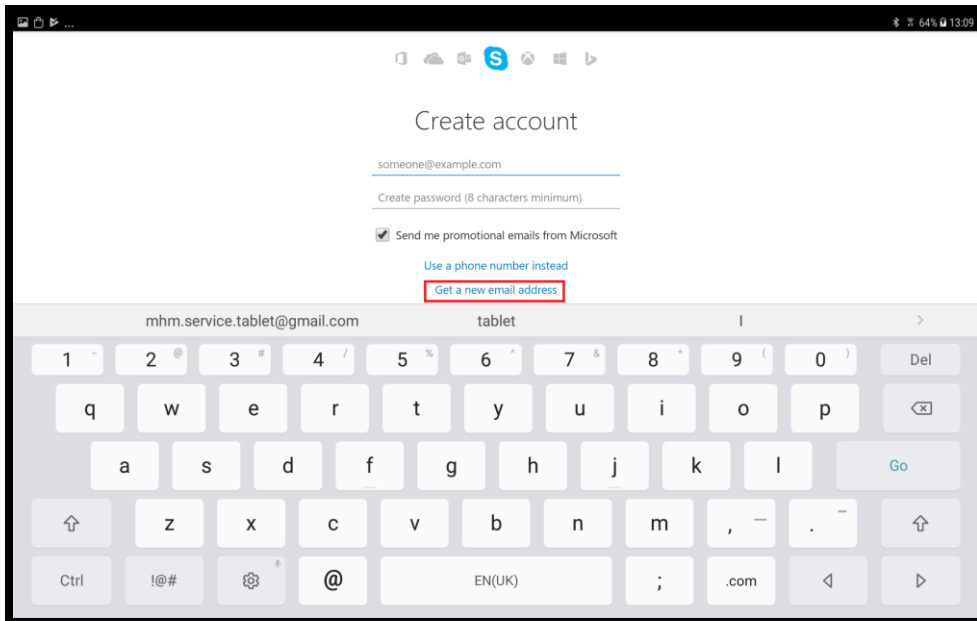 ... 64% 13:09
S
Create account
someone@example.com
Create password (8 characters minimum)
Send me promotional emails from Microsoft
Use a phone number instead
Get a new email address
mhm.service.tablet@gmail.com tablet I >
1 - 2 @ 3 # 4 / 5 % 6 ^ 7 & 8 * 9 ( 0 ) Del
q w e r t y u i o p
a s d f g h j k l Go
z x c v b n m , — . –
Ctrl !@# @ EN(UK) ; .com